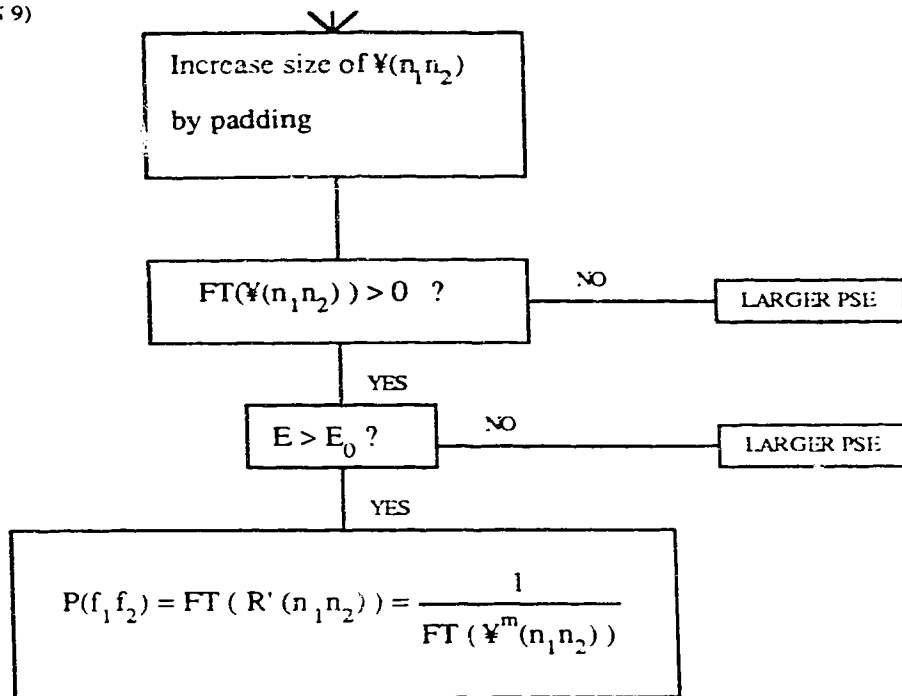 9)
Increase size of ¥(n₁n₂)
by padding
FT(¥(n₁n₂)) > 0 ?
NO
LARGER PSE
YES
E > E₀ ?
NO
LARGER PSE
YES
P(f₁f₂) = FT ( R' (n₁n₂) ) = 1 / FT ( ¥ᵐ(n₁n₂) )